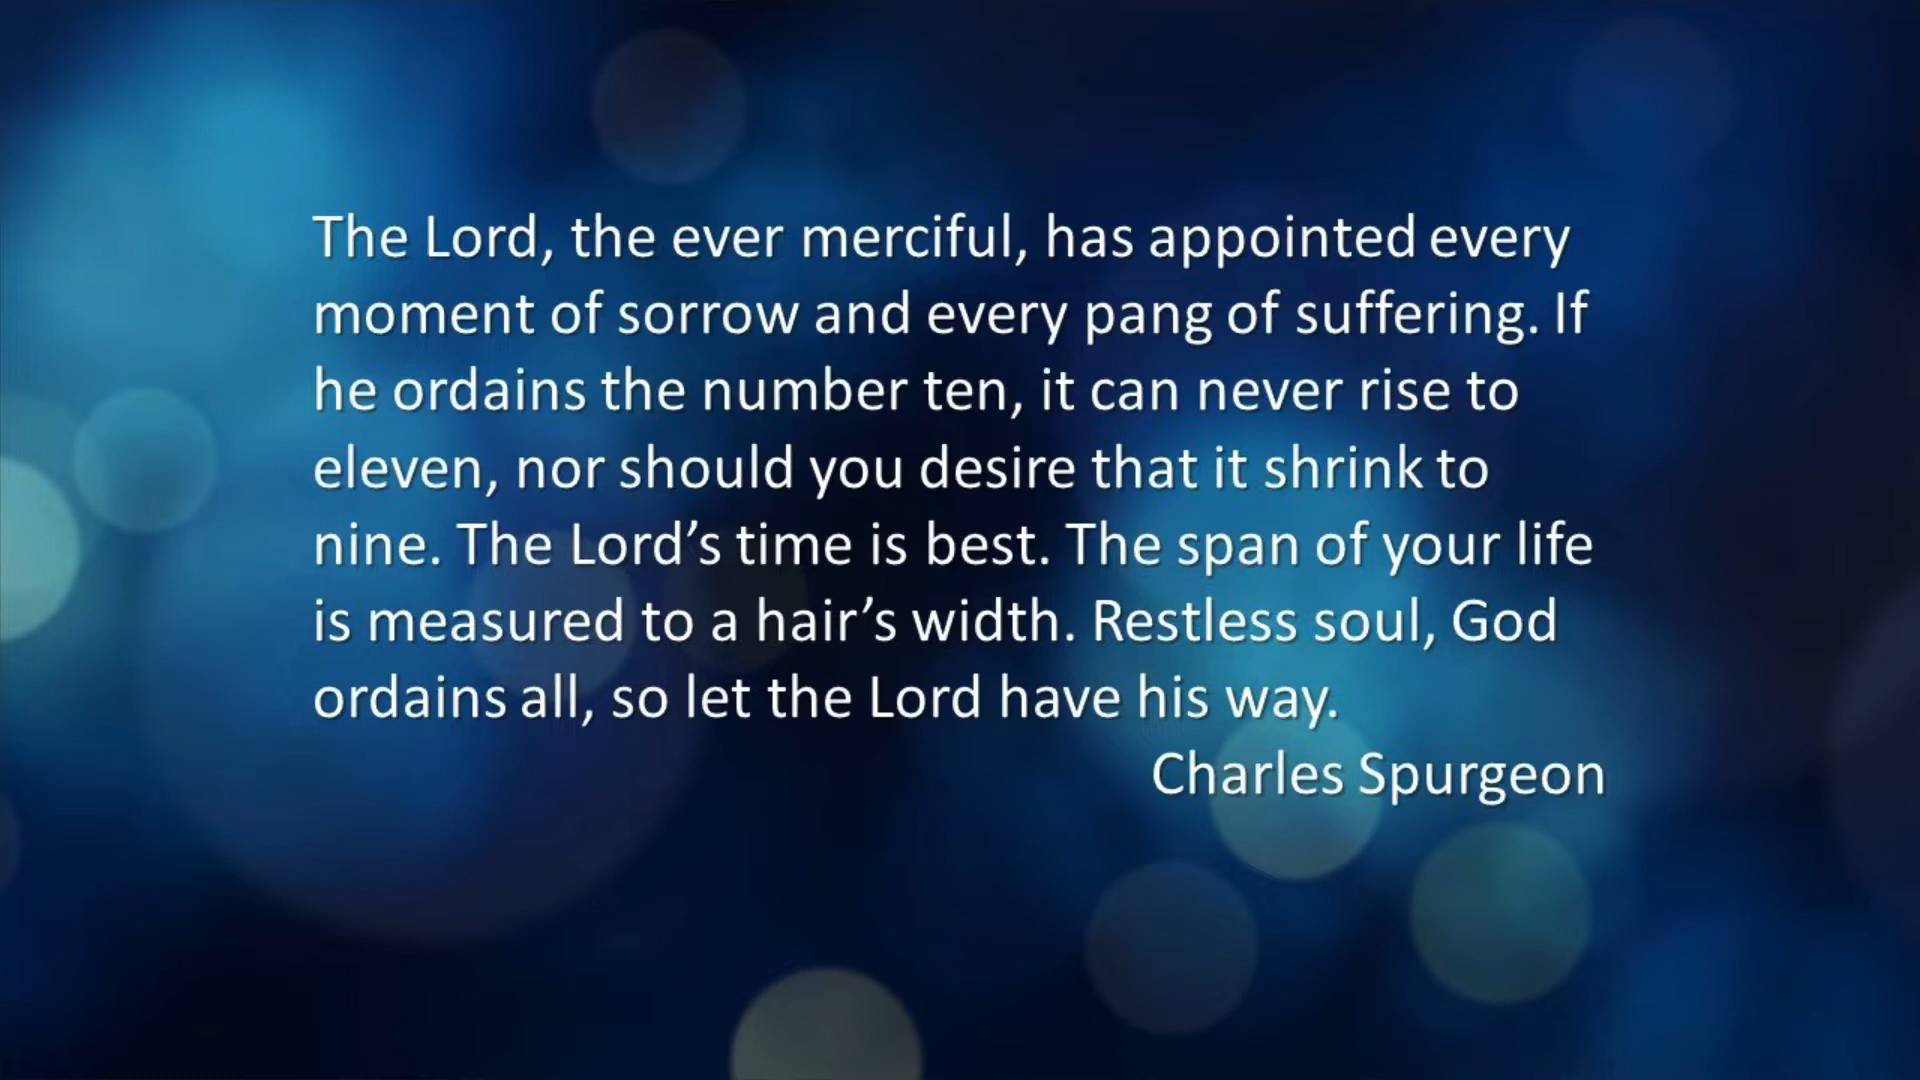 The Lord, the ever merciful, has appointed every
moment of sorrow and every pang of suffering. If
he ordains the number ten, it can never rise to
eleven, nor should you desire that it shrink to
nine. The Lord’s time is best. The span of your life
is measured to a hair’s width. Restless soul, God
ordains all, so let the Lord have his way.
Charles Spurgeon